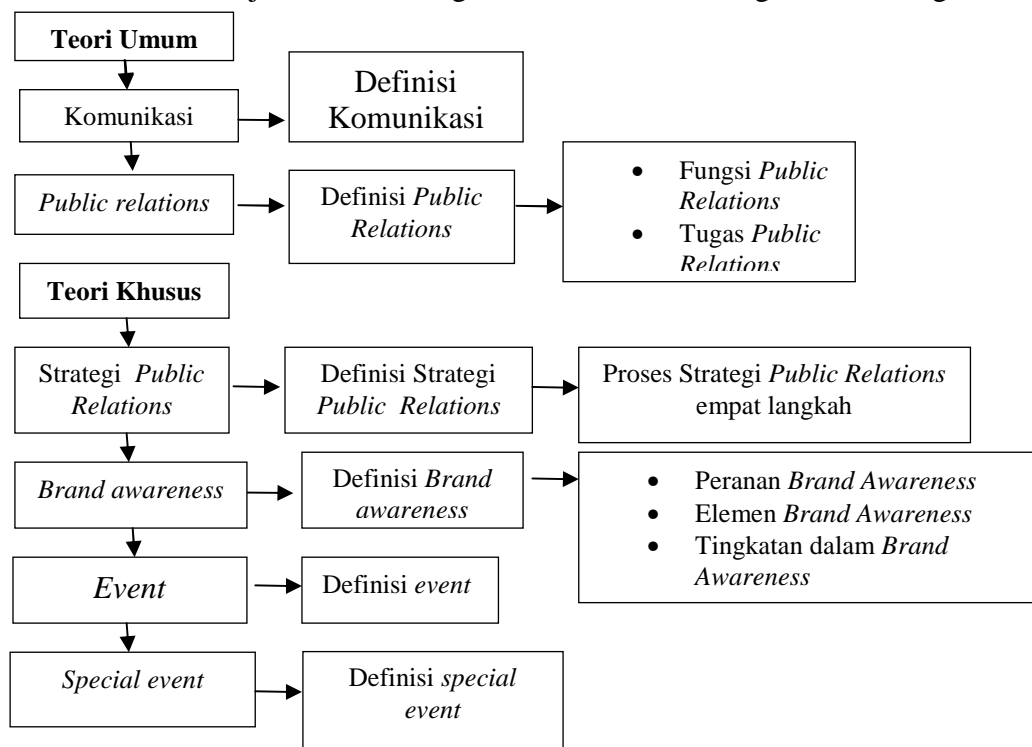 Teori Umum
Komunikasi
Definisi
Komunikasi
Public relations
Definisi Public
Relations
• Fungsi Public
Relations
• Tugas Public
Relations
Teori Khusus
Strategi Public
Relations
Definisi Strategi
Public Relations
Proses Strategi Public Relations
empat langkah
Brand awareness
Definisi Brand
awareness
• Peranan Brand Awareness
• Elemen Brand Awareness
• Tingkatan dalam Brand
Awareness
Event
Definisi event
Special event
Definisi special
event